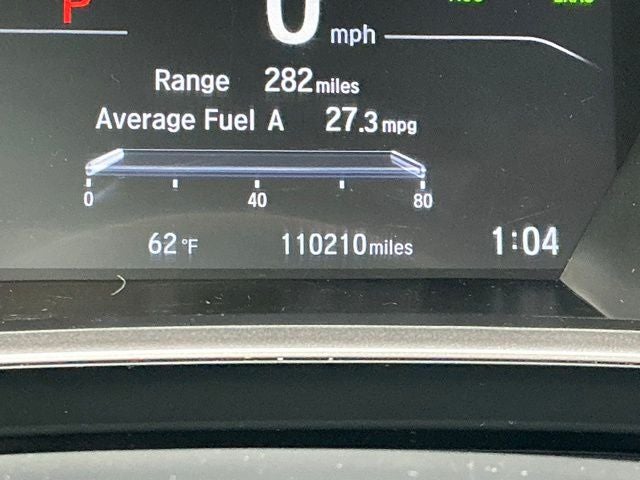 P
0 mph
Range 282 miles
Average Fuel A 27.3 mpg
0 40 80
62 °F 110210 miles 1:04